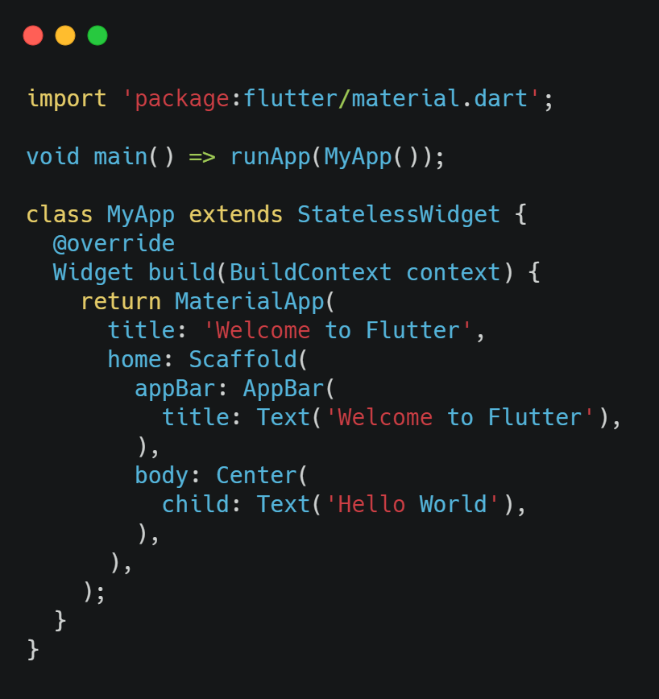 import 'package:flutter/material.dart';
void main() => runApp(MyApp());
class MyApp extends StatelessWidget {
  @override
  Widget build(BuildContext context) {
    return MaterialApp(
      title: 'Welcome to Flutter',
      home: Scaffold(
        appBar: AppBar(
          title: Text('Welcome to Flutter'),
        ),
        body: Center(
          child: Text('Hello World'),
        ),
      ),
    );
  }
}